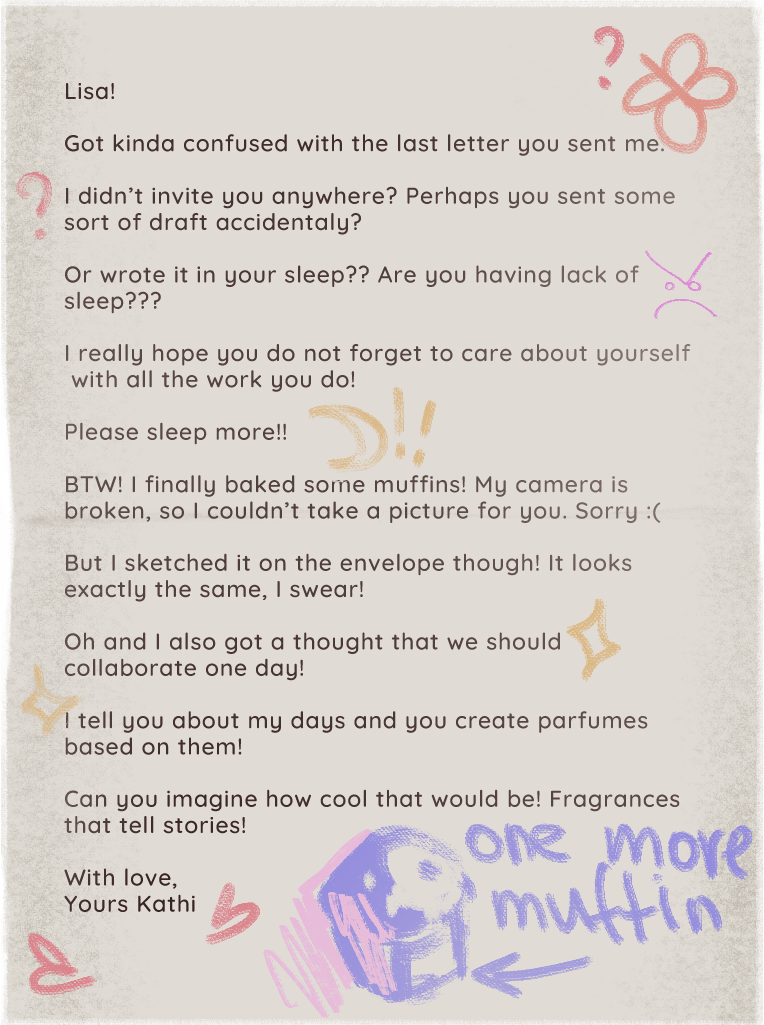 Lisa!
Got kinda confused with the last letter you sent me.
I didn't invite you anywhere? Perhaps you sent some
sort of draft accidentaly?
Or wrote it in your sleep?? Are you having lack of
sleep???
I really hope you do not forget to care about yourself
with all the work you do!
Please sleep more!!
!!
BTW! I finally baked some muffins! My camera is
broken, so I couldn't take a picture for you. Sorry :(
But I sketched it on the envelope though! It looks
exactly the same, I swear!
Oh and I also got a thought that we should
collaborate one day!
I tell you about my days and you create parfumes
based on them!
Can you imagine how cool that would be! Fragrances
that tell stories!
With love,
Yours Kathi
one more
muffin
?
?